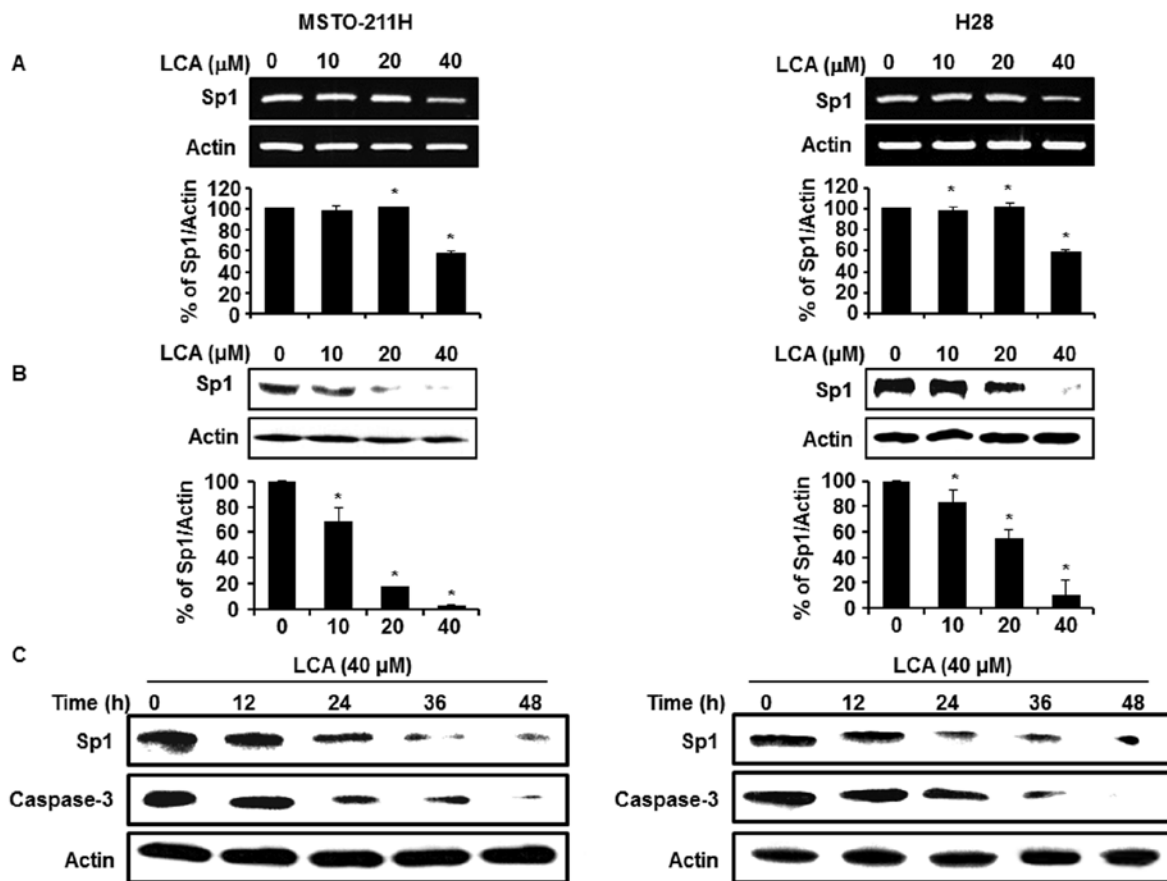 MSTO-211H H28
A LCA (μM) 0 10 20 40 LCA (μM) 0 10 20 40
Sp1 Sp1
Actin Actin
% of Sp1/Actin % of Sp1/Actin
120 * 120 * *
100 100
80 * 80 *
60 60
40 40
20 20
0 0
B LCA (μM) 0 10 20 40 LCA (μM) 0 10 20 40
Sp1 Sp1
Actin Actin
% of Sp1/Actin % of Sp1/Actin
100 * 100 *
80 80
60 60 *
40 * 40 *
20 * 20
0 0
0 10 20 40 0 10 20 40
C LCA (40 μM) LCA (40 μM)
Time (h) 0 12 24 36 48 Time (h) 0 12 24 36 48
Sp1 Sp1
Caspase-3 Caspase-3
Actin Actin